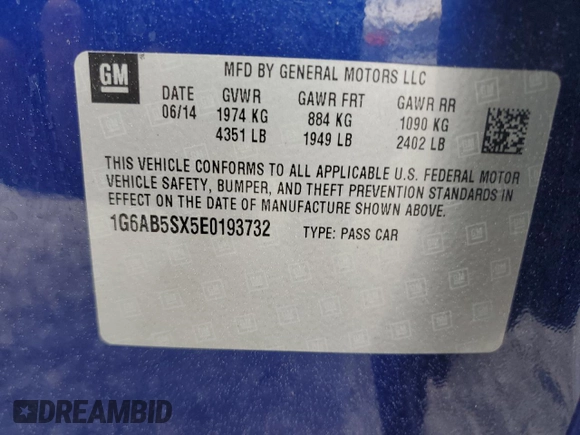 GM
MFD BY GENERAL MOTORS LLC
DATE GVWR GAWR FRT GAWR RR
06/14 1974 KG 884 KG 1090 KG
4351 LB 1949 LB 2402 LB
THIS VEHICLE CONFORMS TO ALL APPLICABLE U.S. FEDERAL MOTOR
VEHICLE SAFETY, BUMPER, AND THEFT PREVENTION STANDARDS IN
EFFECT ON THE DATE OF MANUFACTURE SHOWN ABOVE.
1G6AB5SX5E0193732 TYPE: PASS CAR
DREAMBID